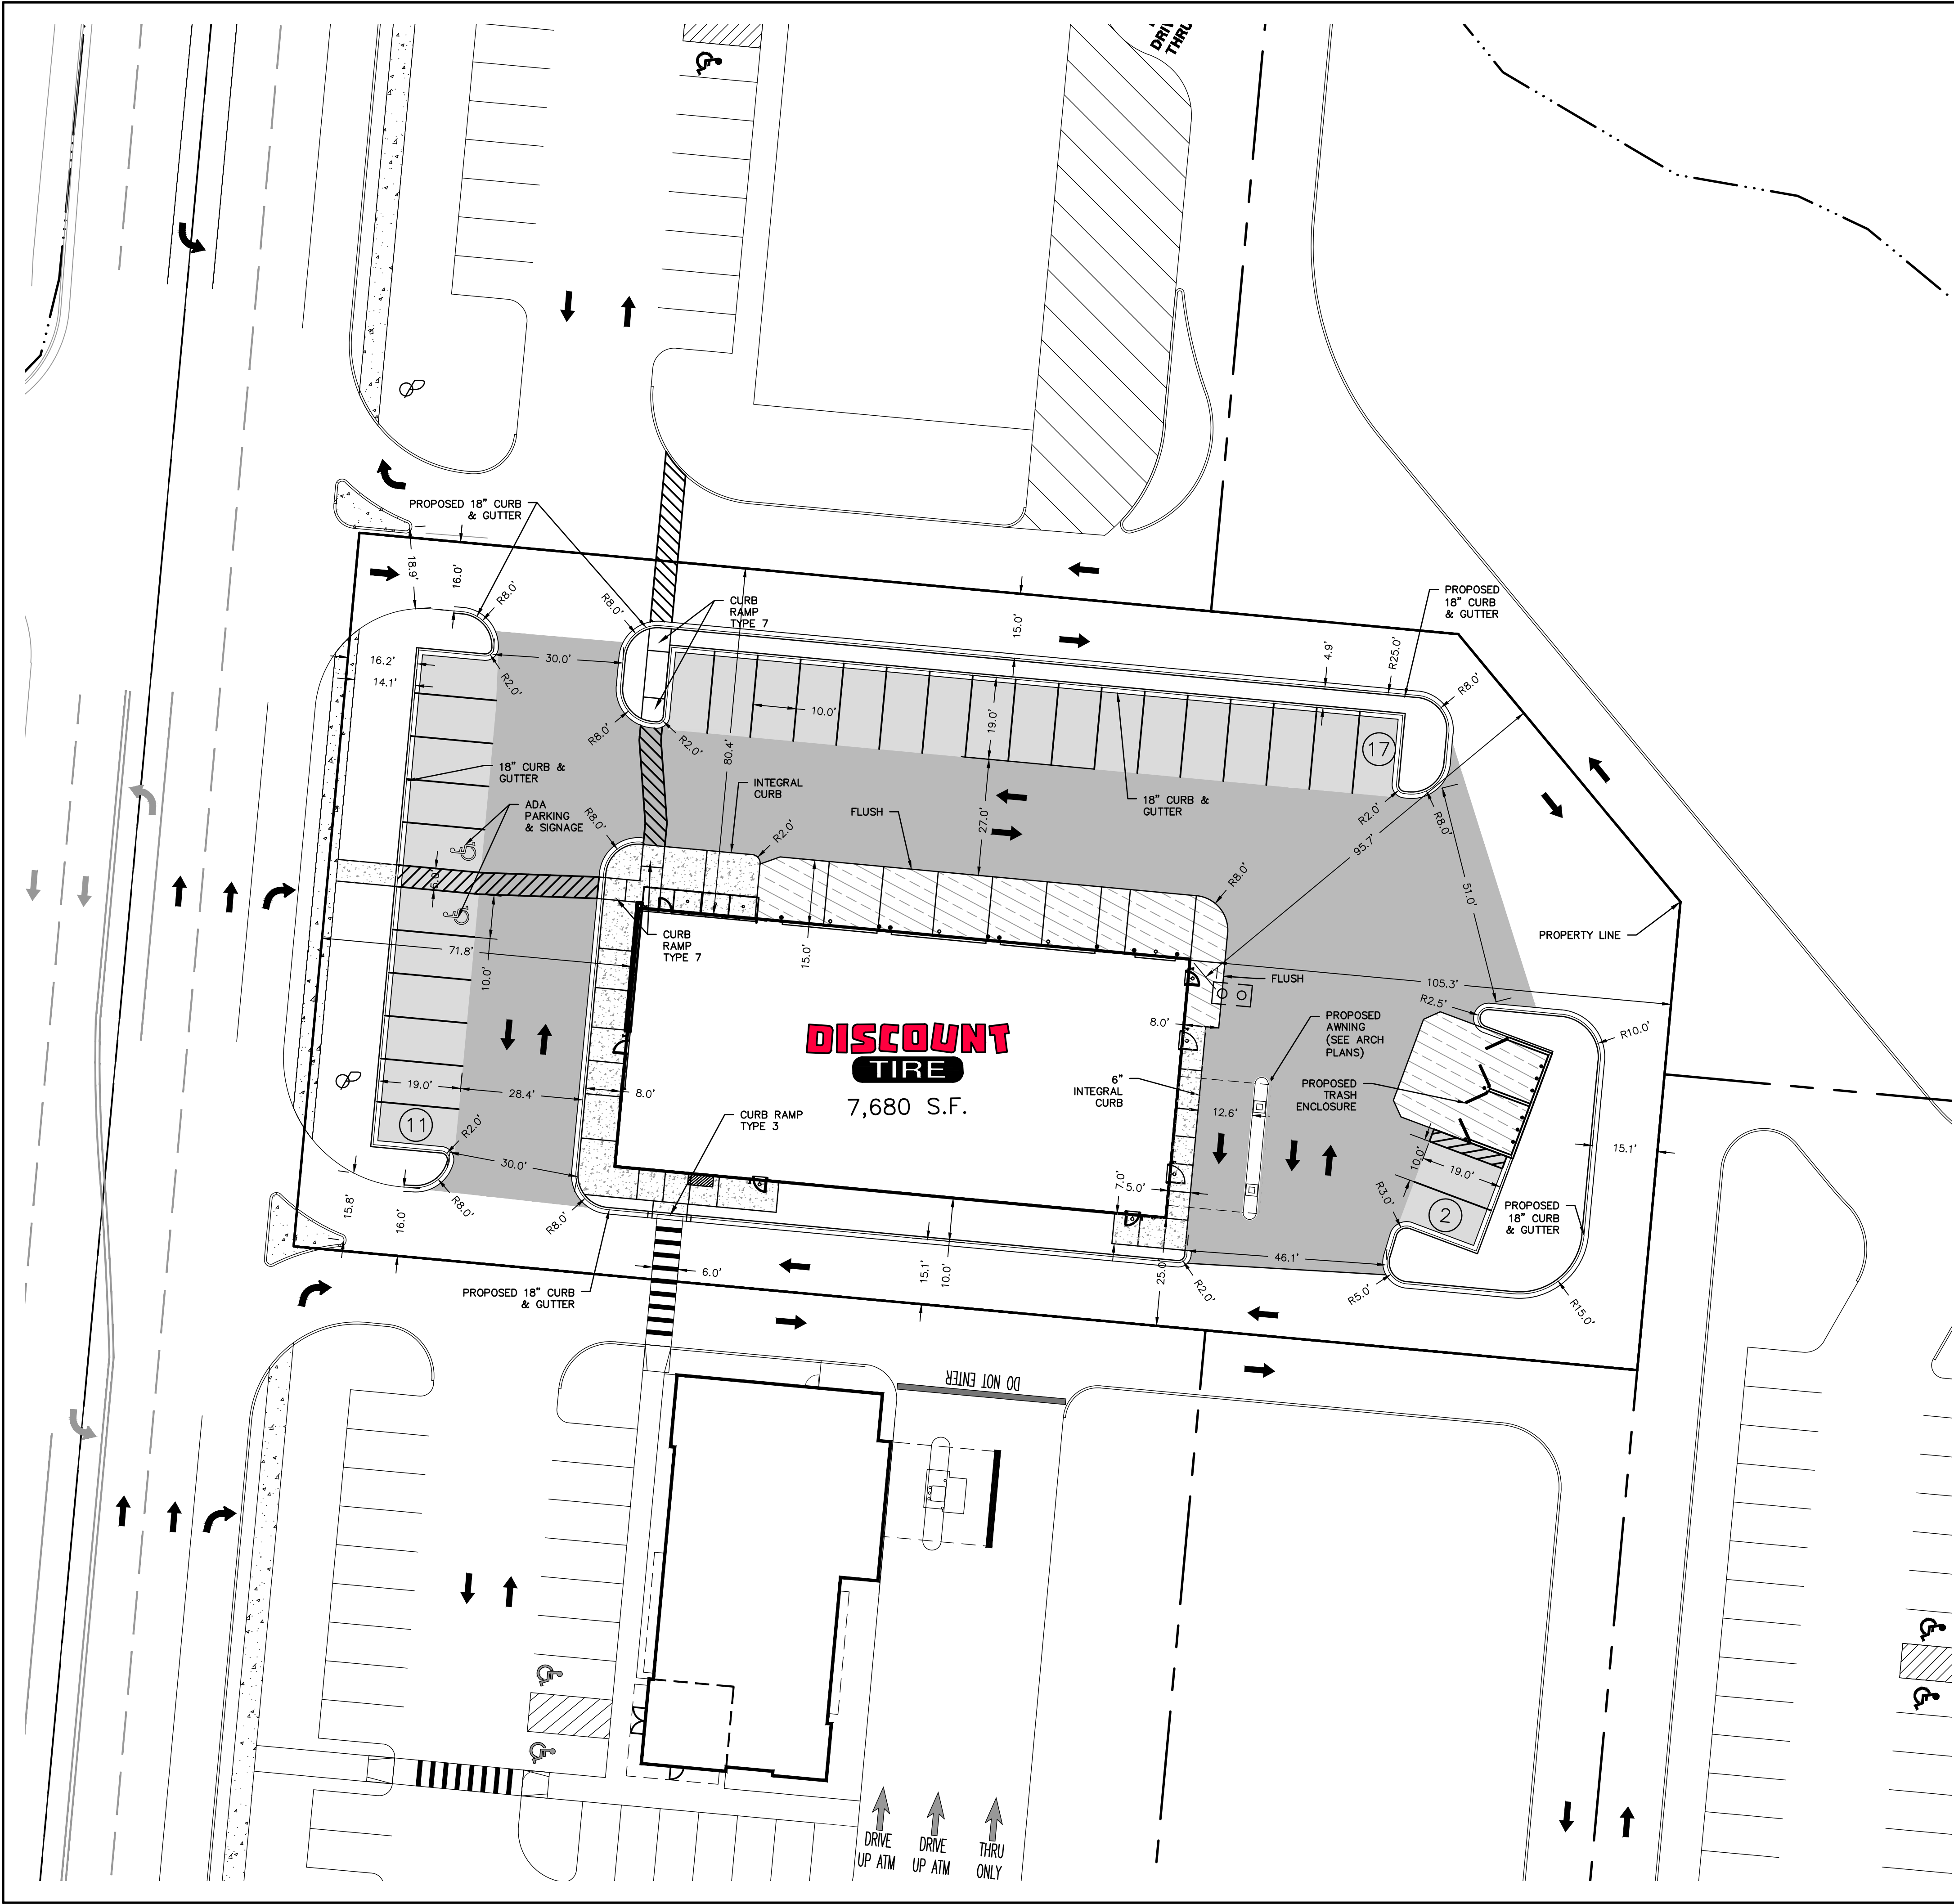 DRIVE
THRU
PROPOSED 18" CURB
& GUTTER
18.9'
16.0'
R8.0'
R8.0'
CURB
RAMP
TYPE 7
15.0'
PROPOSED
18" CURB
& GUTTER
4.9'
R25.0'
R8.0'
16.2'
14.1'
30.0'
R2.0'
R8.0'
R2.0'
80.4'
10.0'
19.0'
17
18" CURB &
GUTTER
INTEGRAL
CURB
ADA
PARKING
& SIGNAGE
FLUSH
18" CURB &
GUTTER
27.0'
R2.0'
R8.0'
R8.0'
R2.0'
95.7'
51.0'
6.0'
R8.0'
PROPERTY LINE
71.8'
10.0'
CURB
RAMP
TYPE 7
15.0'
FLUSH
105.3'
R2.5'
R10.0'
8.0'
PROPOSED
AWNING
(SEE ARCH
PLANS)
DISCOUNT
TIRE
7,680 S.F.
19.0'
28.4'
8.0'
6"
INTEGRAL
CURB
12.6'
PROPOSED
TRASH
ENCLOSURE
CURB RAMP
TYPE 3
11
R2.0'
30.0'
15.1'
10.0'
19.0'
7.0'
5.0'
R3.0'
2
PROPOSED
18" CURB
& GUTTER
15.8'
16.0'
R8.0'
R8.0'
46.1'
6.0'
15.1'
10.0'
25.0'
R2.0'
R5.0'
R15.0'
PROPOSED 18" CURB
& GUTTER
DO NOT ENTER
DRIVE
UP ATM
DRIVE
UP ATM
THRU
ONLY